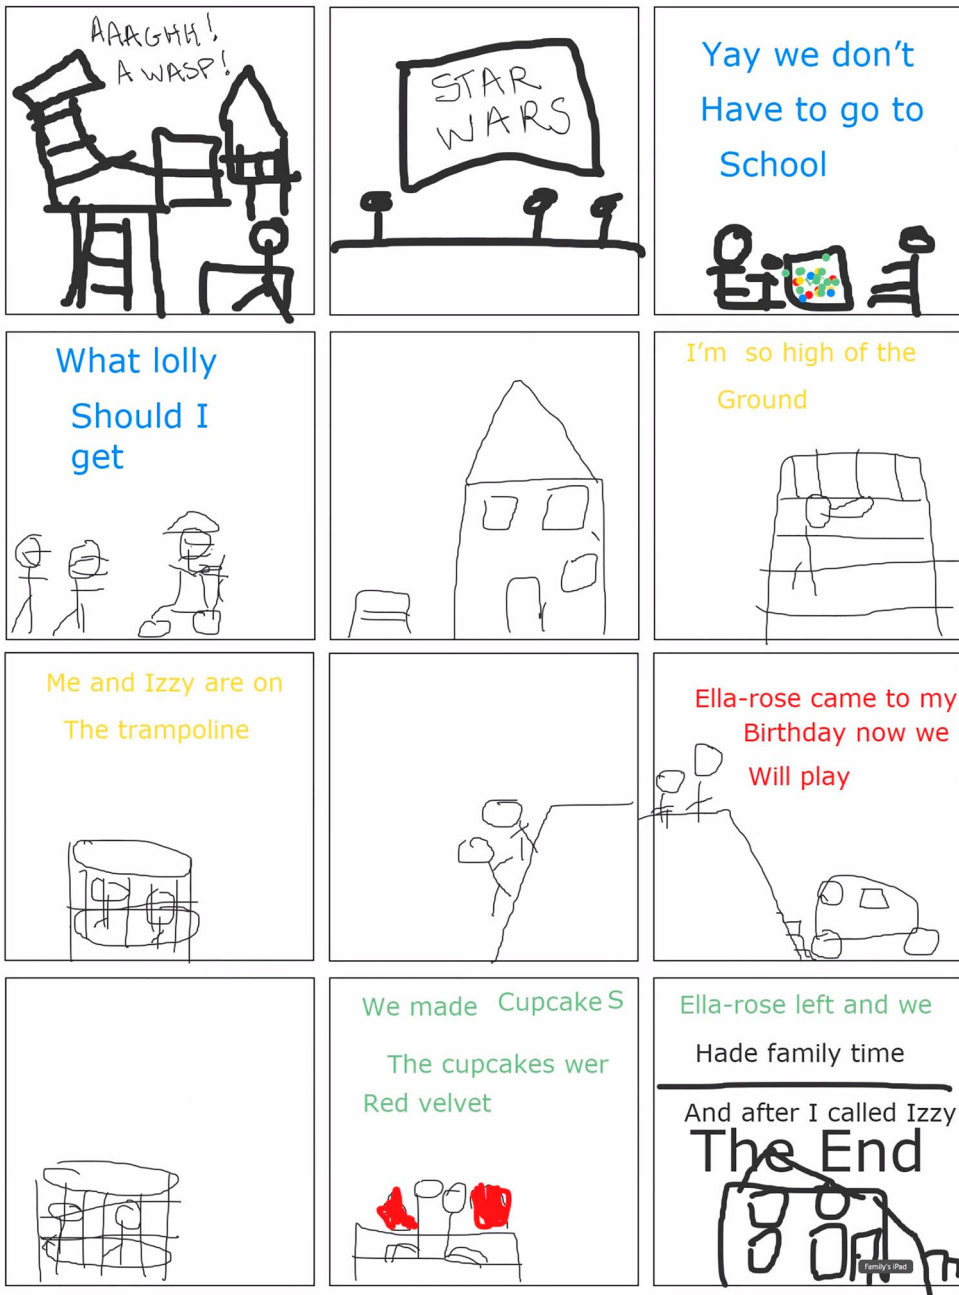 AAAGHH!
A WASP!
STAR
WARS
Yay we don't
Have to go to
School
What lolly
Should I
get
I'm so high of the
Ground
Me and Izzy are on
The trampoline
Ella-rose came to my
Birthday now we
Will play
We made Cupcake S
The cupcakes wer
Red velvet
Ella-rose left and we
Hade family time
And after I called Izzy
The End
Family's iPad